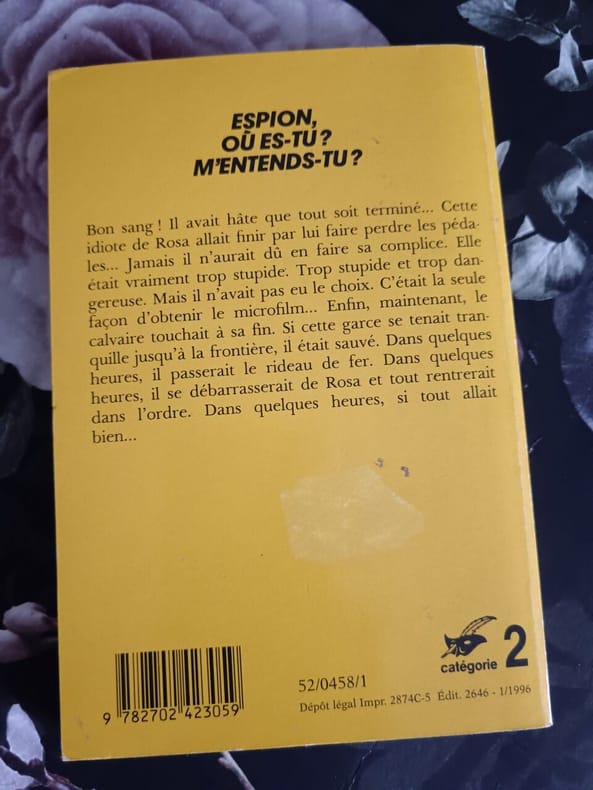 ESPION,
OÙ ES-TU ?
M'ENTENDS-TU ?
Bon sang ! Il avait hâte que tout soit terminé... Cette
idiote de Rosa allait finir par lui faire perdre les péda-
les... Jamais il n'aurait dû en faire sa complice. Elle
était vraiment trop stupide. Trop stupide et trop dan-
gereuse. Mais il n'avait pas eu le choix. C'était la seule
façon d'obtenir le microfilm... Enfin, maintenant, le
calvaire touchait à sa fin. Si cette garce se tenait tran-
quille jusqu'à la frontière, il était sauvé. Dans quelques
heures, il passerait le rideau de fer. Dans quelques
heures, il se débarrasserait de Rosa et tout rentrerait
dans l'ordre. Dans quelques heures, si tout allait
bien...
catégorie 2
52/0458/1
Dépôt légal Impr. 2874C-5 Édit. 2646 - 1/1996
9 782702 423059